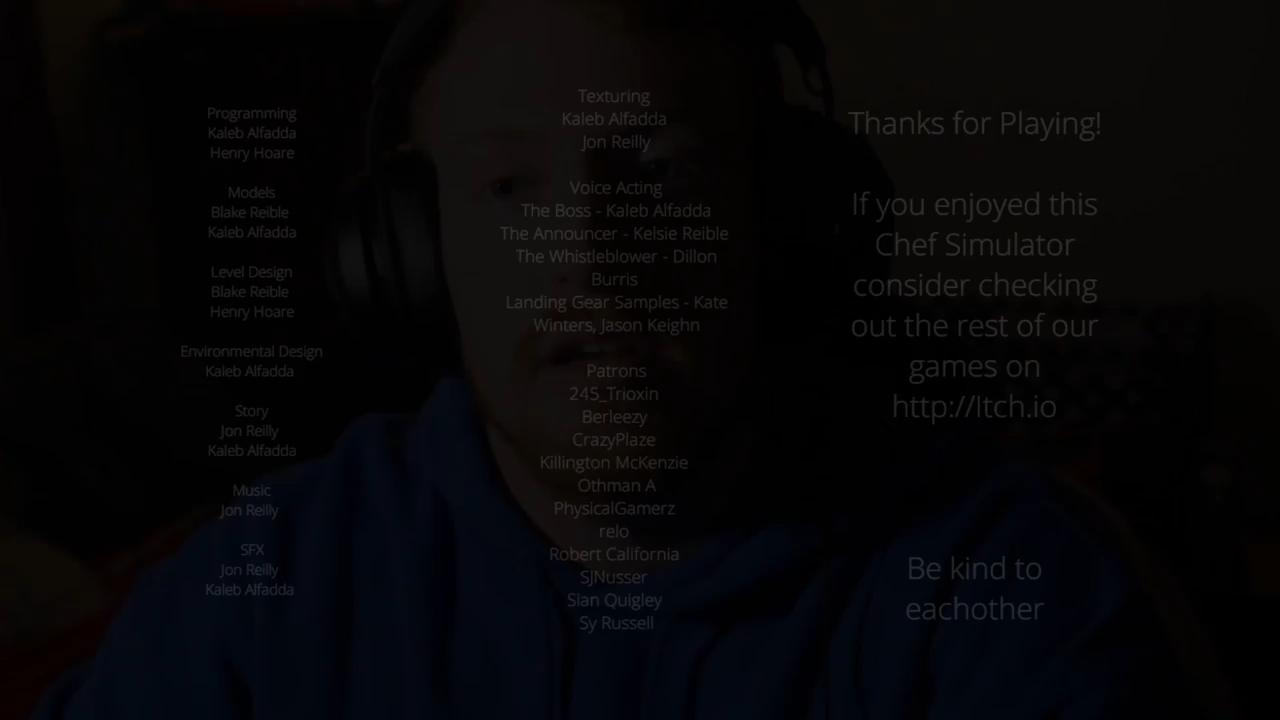 Programming
Kaleb Alfadda
Henry Hoare
Models
Blake Reible
Kaleb Alfadda
Level Design
Blake Reible
Henry Hoare
Environmental Design
Kaleb Alfadda
Story
Jon Reilly
Kaleb Alfadda
Music
Jon Reilly
SFX
Jon Reilly
Kaleb Alfadda
Texturing
Kaleb Alfadda
Jon Reilly
Voice Acting
The Boss - Kaleb Alfadda
The Announcer - Kelsie Reible
The Whistleblower - Dillon
Burris
Landing Gear Samples - Kate
Winters, Jason Keighn
Patrons
245_Trioxin
Berleezy
CrazyPlaze
Killington McKenzie
Othman A
PhysicalGamerz
relo
Robert California
SJNusser
Sian Quigley
Sy Russell
Thanks for Playing!
If you enjoyed this
Chef Simulator
consider checking
out the rest of our
games on
http://Itch.io
Be kind to
eachother